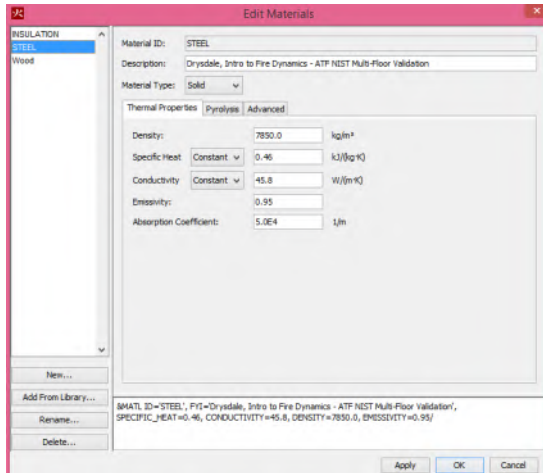 火
Edit Materials
×
INSULATION
STEEL
Wood
Material ID: STEEL
Description: Drysdale, Intro to Fire Dynamics - ATF NIST Multi-Floor Validation
Material Type: Solid
Thermal Properties Pyrolysis Advanced
Density: 7850.0 kg/m³
Specific Heat Constant 0.46 kJ/(kg·K)
Conductivity Constant 45.8 W/(m·K)
Emissivity: 0.95
Absorption Coefficient: 5.0E4 1/m
New...
Add From Library...
Rename...
Delete...
&MATL ID='STEEL', FYI='Drysdale, Intro to Fire Dynamics - ATF NIST Multi-Floor Validation',
SPECIFIC_HEAT=0.46, CONDUCTIVITY=45.8, DENSITY=7850.0, EMISSIVITY=0.95/
Apply OK Cancel